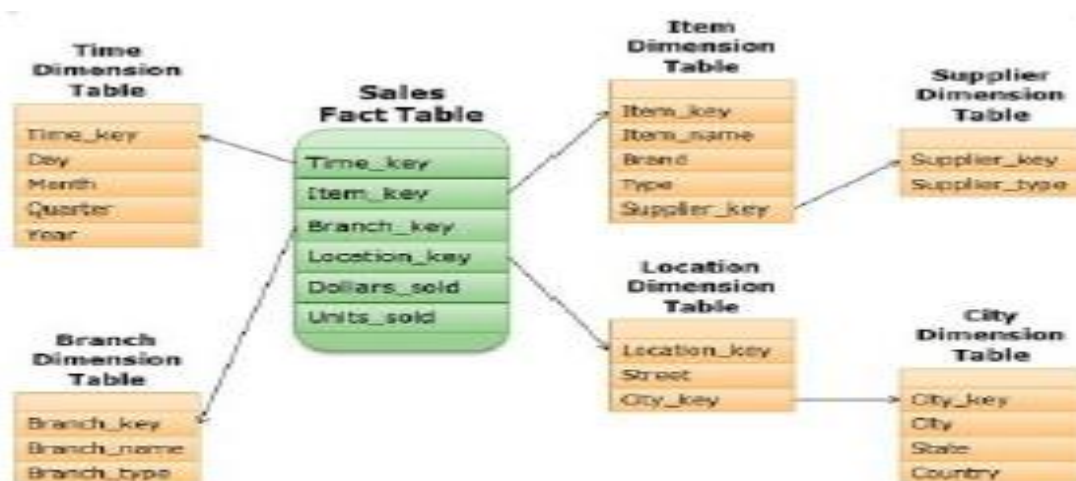 Time
Dimension
Table
Time_key
Day
Month
Quarter
Year
Sales
Fact Table
Time_key
Item_key
Branch_key
Location_key
Dollars_sold
Units_sold
Item
Dimension
Table
Item_key
Item_name
Brand
Type
Supplier_key
Supplier
Dimension
Table
Supplier_key
Supplier_type
Branch
Dimension
Table
Branch_key
Branch_name
Branch_type
Location
Dimension
Table
Location_key
Street
City_key
City
Dimension
Table
City_key
City
State
Country